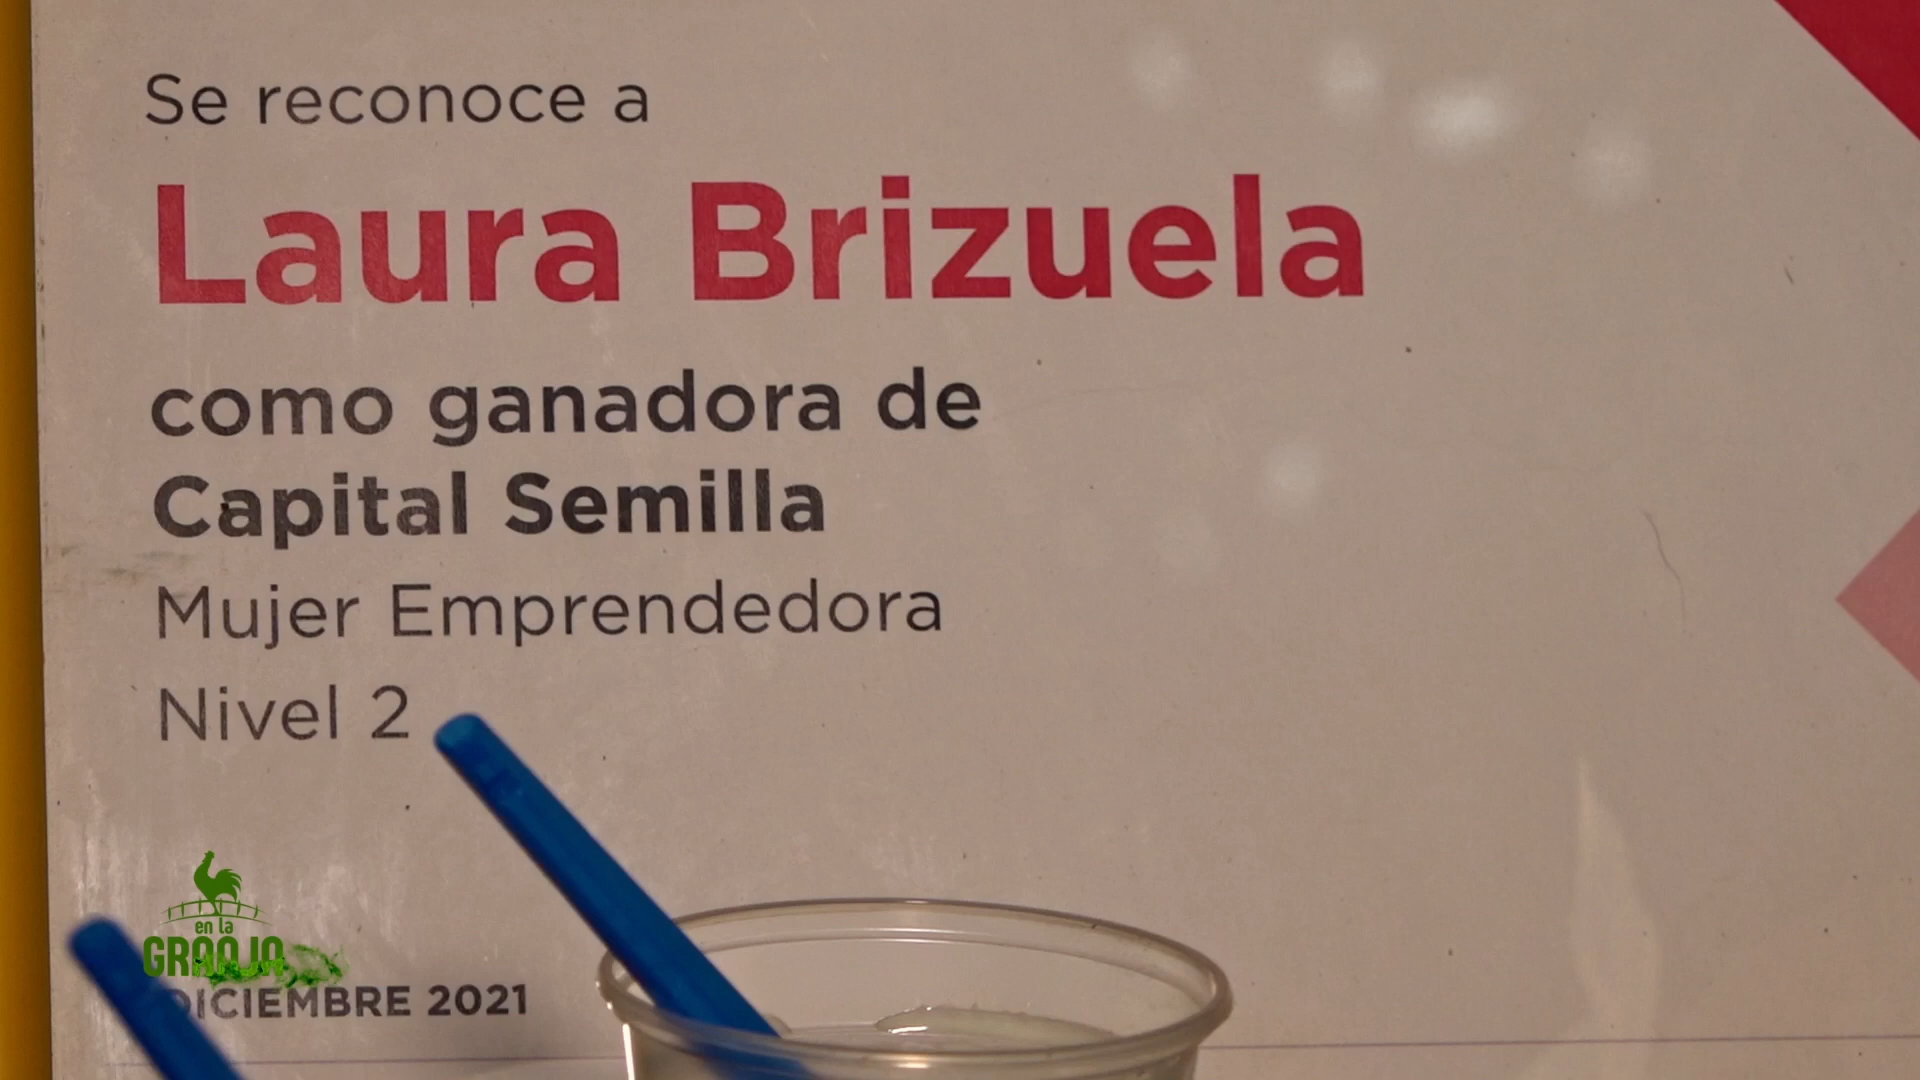 Se reconoce a
Laura Brizuela
como ganadora de
Capital Semilla
Mujer Emprendedora
Nivel 2
en la
GRANJA
DICIEMBRE 2021